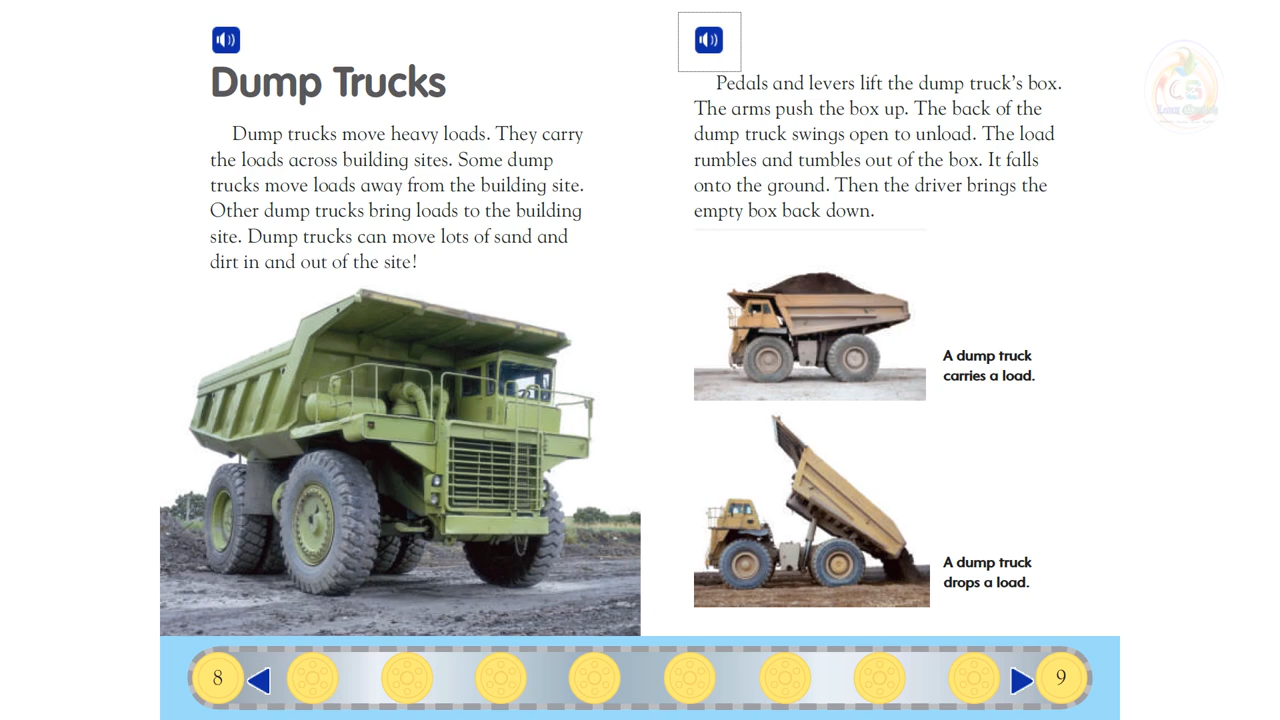 Dump Trucks
Dump trucks move heavy loads. They carry
the loads across building sites. Some dump
trucks move loads away from the building site.
Other dump trucks bring loads to the building
site. Dump trucks can move lots of sand and
dirt in and out of the site!
Pedals and levers lift the dump truck's box.
The arms push the box up. The back of the
dump truck swings open to unload. The load
rumbles and tumbles out of the box. It falls
onto the ground. Then the driver brings the
empty box back down.
A dump truck
carries a load.
A dump truck
drops a load.
8
9